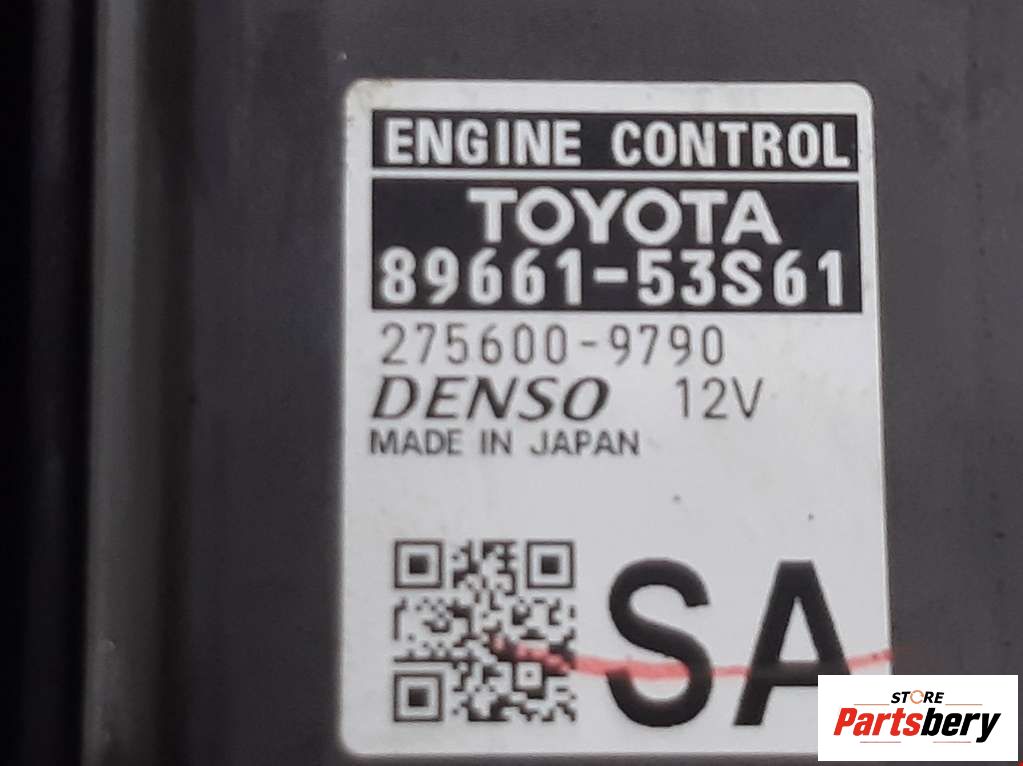 ENGINE CONTROL
TOYOTA
89661-53S61
275600-9790
DENSO 12V
MADE IN JAPAN
SA
STORE
Partsbery